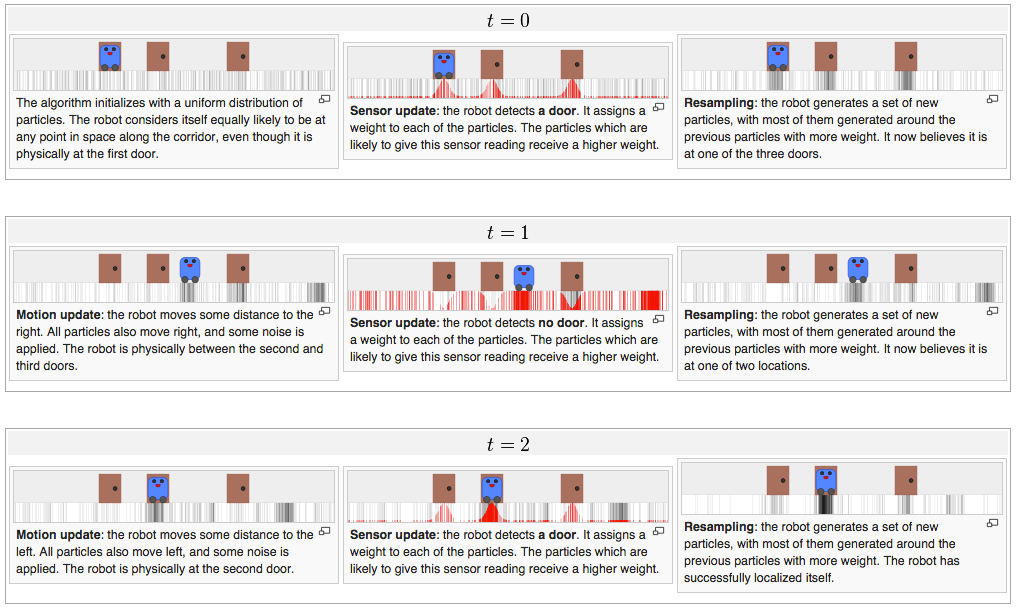 t = 0
The algorithm initializes with a uniform distribution of
particles. The robot considers itself equally likely to be at
any point in space along the corridor, even though it is
physically at the first door.
Sensor update: the robot detects a door. It assigns a
weight to each of the particles. The particles which are
likely to give this sensor reading receive a higher weight.
Resampling: the robot generates a set of new
particles, with most of them generated around the
previous particles with more weight. It now believes it is
at one of the three doors.
t = 1
Motion update: the robot moves some distance to the
right. All particles also move right, and some noise is
applied. The robot is physically between the second and
third doors.
Sensor update: the robot detects no door. It assigns
a weight to each of the particles. The particles which are
likely to give this sensor reading receive a higher weight.
Resampling: the robot generates a set of new
particles, with most of them generated around the
previous particles with more weight. It now believes it is
at one of two locations.
t = 2
Motion update: the robot moves some distance to the
left. All particles also move left, and some noise is
applied. The robot is physically at the second door.
Sensor update: the robot detects a door. It assigns a
weight to each of the particles. The particles which are
likely to give this sensor reading receive a higher weight.
Resampling: the robot generates a set of new
particles, with most of them generated around the
previous particles with more weight. The robot has
successfully localized itself.